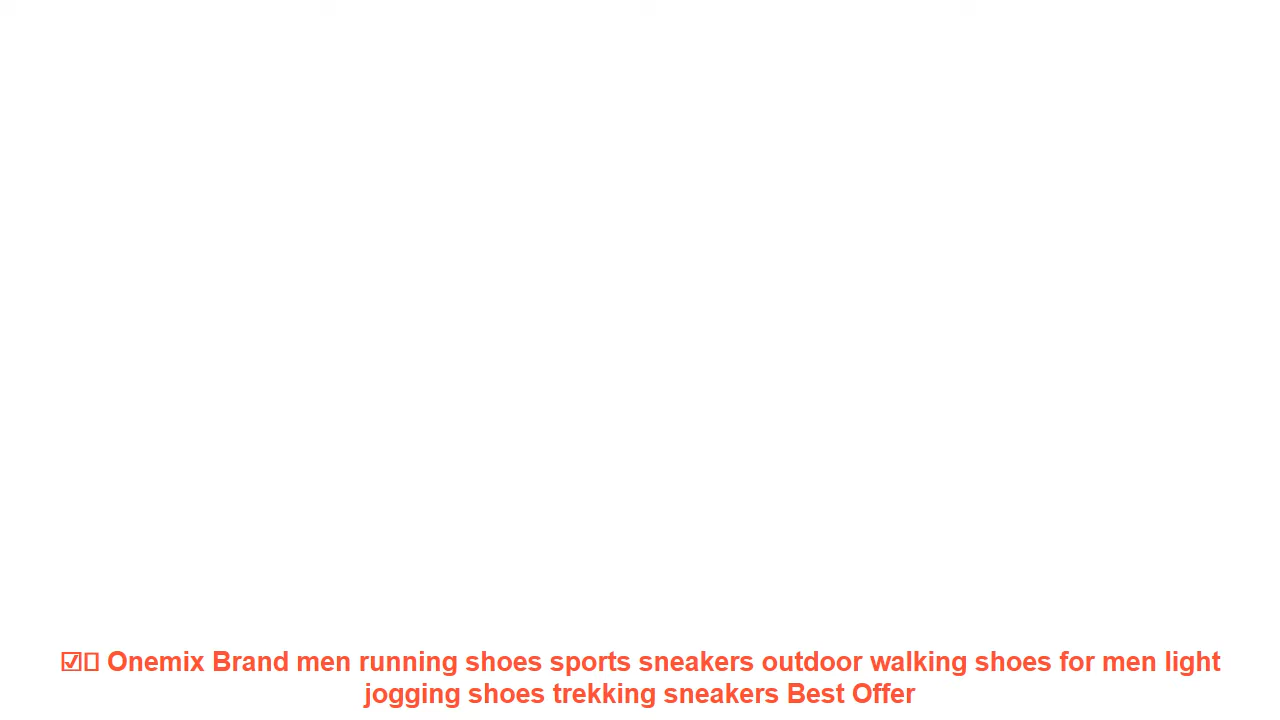 ☑□ Onemix Brand men running shoes sports sneakers outdoor walking shoes for men light
jogging shoes trekking sneakers Best Offer